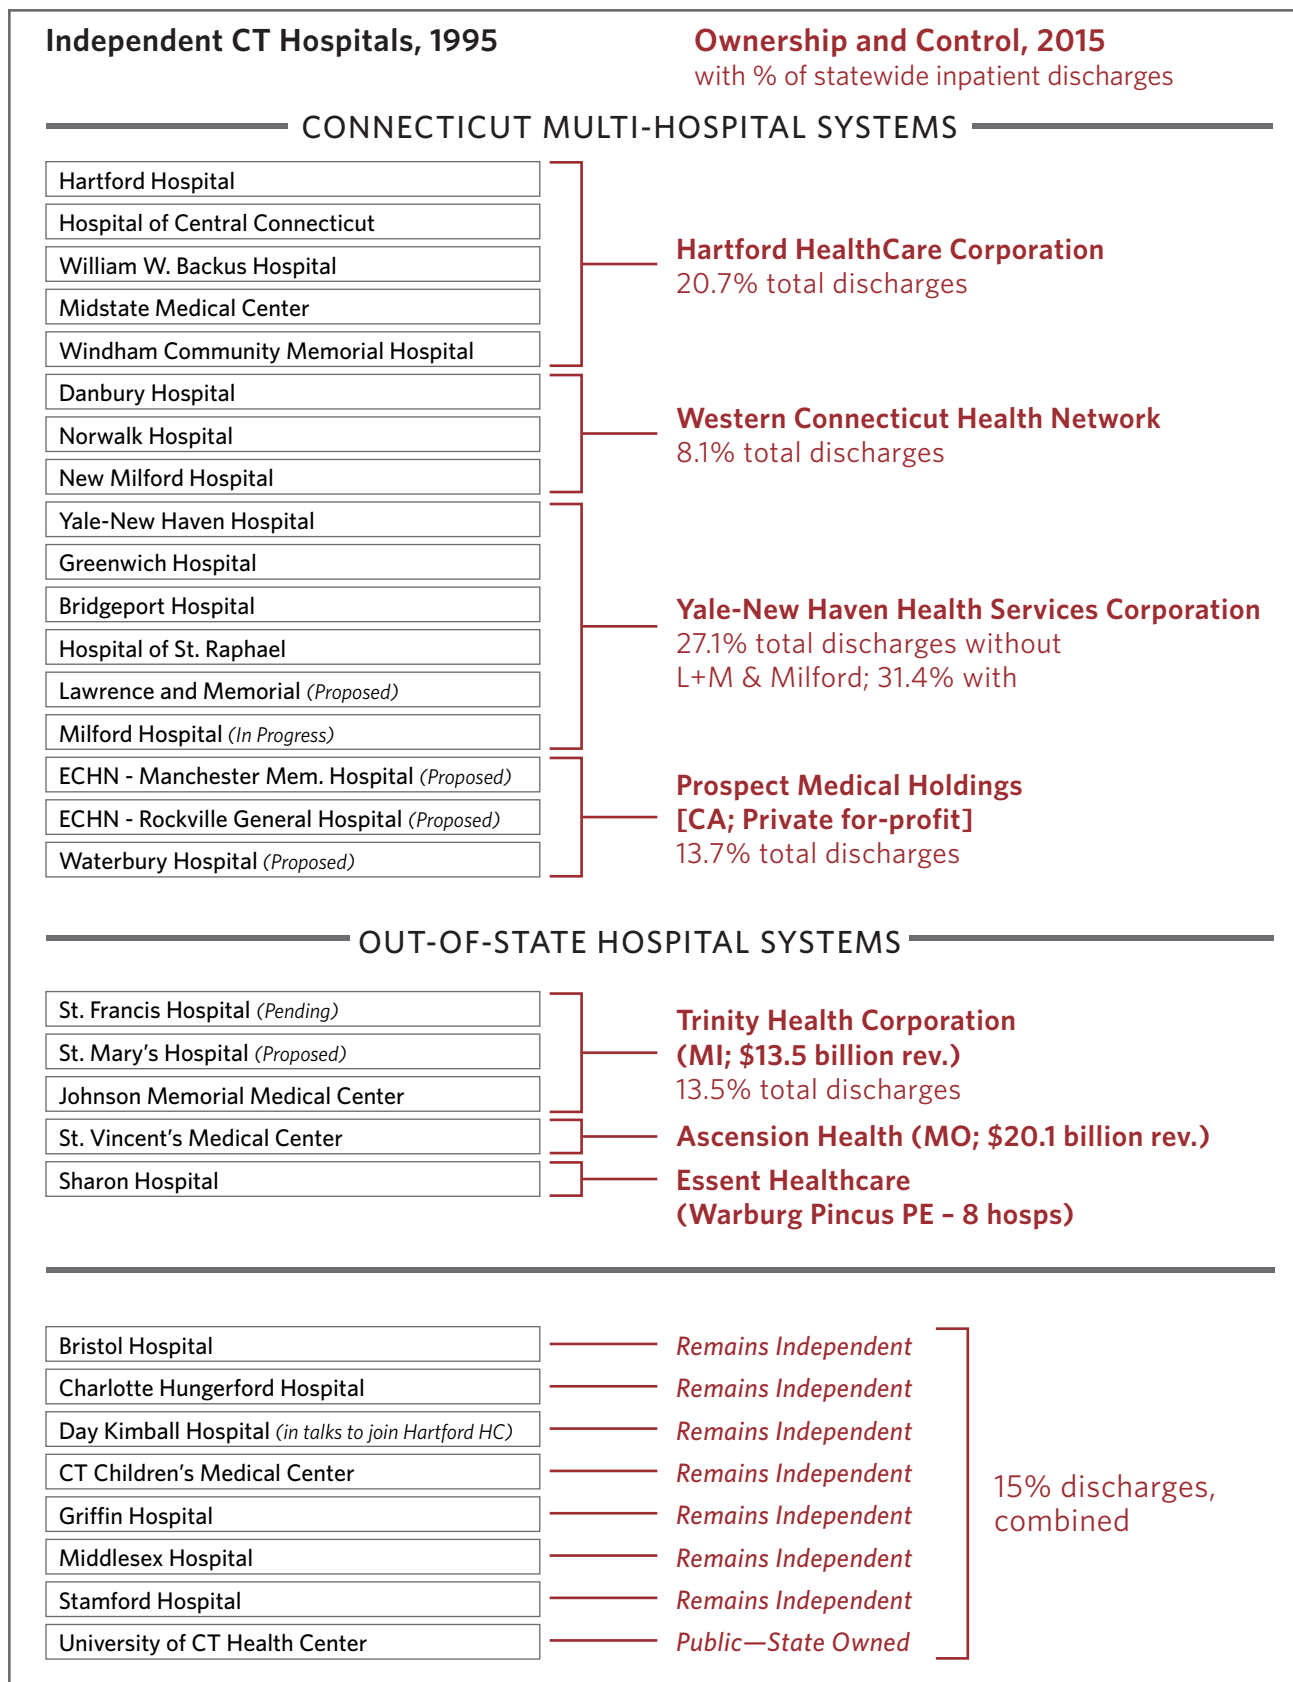 Independent CT Hospitals, 1995
Ownership and Control, 2015
with % of statewide inpatient discharges
CONNECTICUT MULTI-HOSPITAL SYSTEMS
Hartford Hospital
Hospital of Central Connecticut
William W. Backus Hospital
Midstate Medical Center
Windham Community Memorial Hospital
Hartford HealthCare Corporation
20.7% total discharges
Danbury Hospital
Norwalk Hospital
New Milford Hospital
Western Connecticut Health Network
8.1% total discharges
Yale-New Haven Hospital
Greenwich Hospital
Bridgeport Hospital
Hospital of St. Raphael
Lawrence and Memorial (Proposed)
Milford Hospital (In Progress)
Yale-New Haven Health Services Corporation
27.1% total discharges without
L+M & Milford; 31.4% with
ECHN - Manchester Mem. Hospital (Proposed)
ECHN - Rockville General Hospital (Proposed)
Waterbury Hospital (Proposed)
Prospect Medical Holdings
[CA; Private for-profit]
13.7% total discharges
OUT-OF-STATE HOSPITAL SYSTEMS
St. Francis Hospital (Pending)
St. Mary's Hospital (Proposed)
Johnson Memorial Medical Center
Trinity Health Corporation
(MI; $13.5 billion rev.)
13.5% total discharges
St. Vincent's Medical Center
Ascension Health (MO; $20.1 billion rev.)
Sharon Hospital
Essent Healthcare
(Warburg Pincus PE – 8 hosps)
Bristol Hospital
Remains Independent
Charlotte Hungerford Hospital
Remains Independent
Day Kimball Hospital (in talks to join Hartford HC)
Remains Independent
CT Children's Medical Center
Remains Independent
Griffin Hospital
Remains Independent
Middlesex Hospital
Remains Independent
Stamford Hospital
Remains Independent
University of CT Health Center
Public—State Owned
15% discharges,
combined